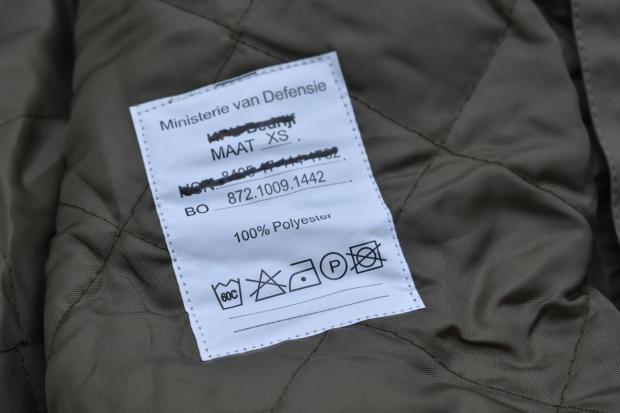 Ministerie van Defensie
MAAT XS.
BO 872.1009.1442
100% Polyester
60C P